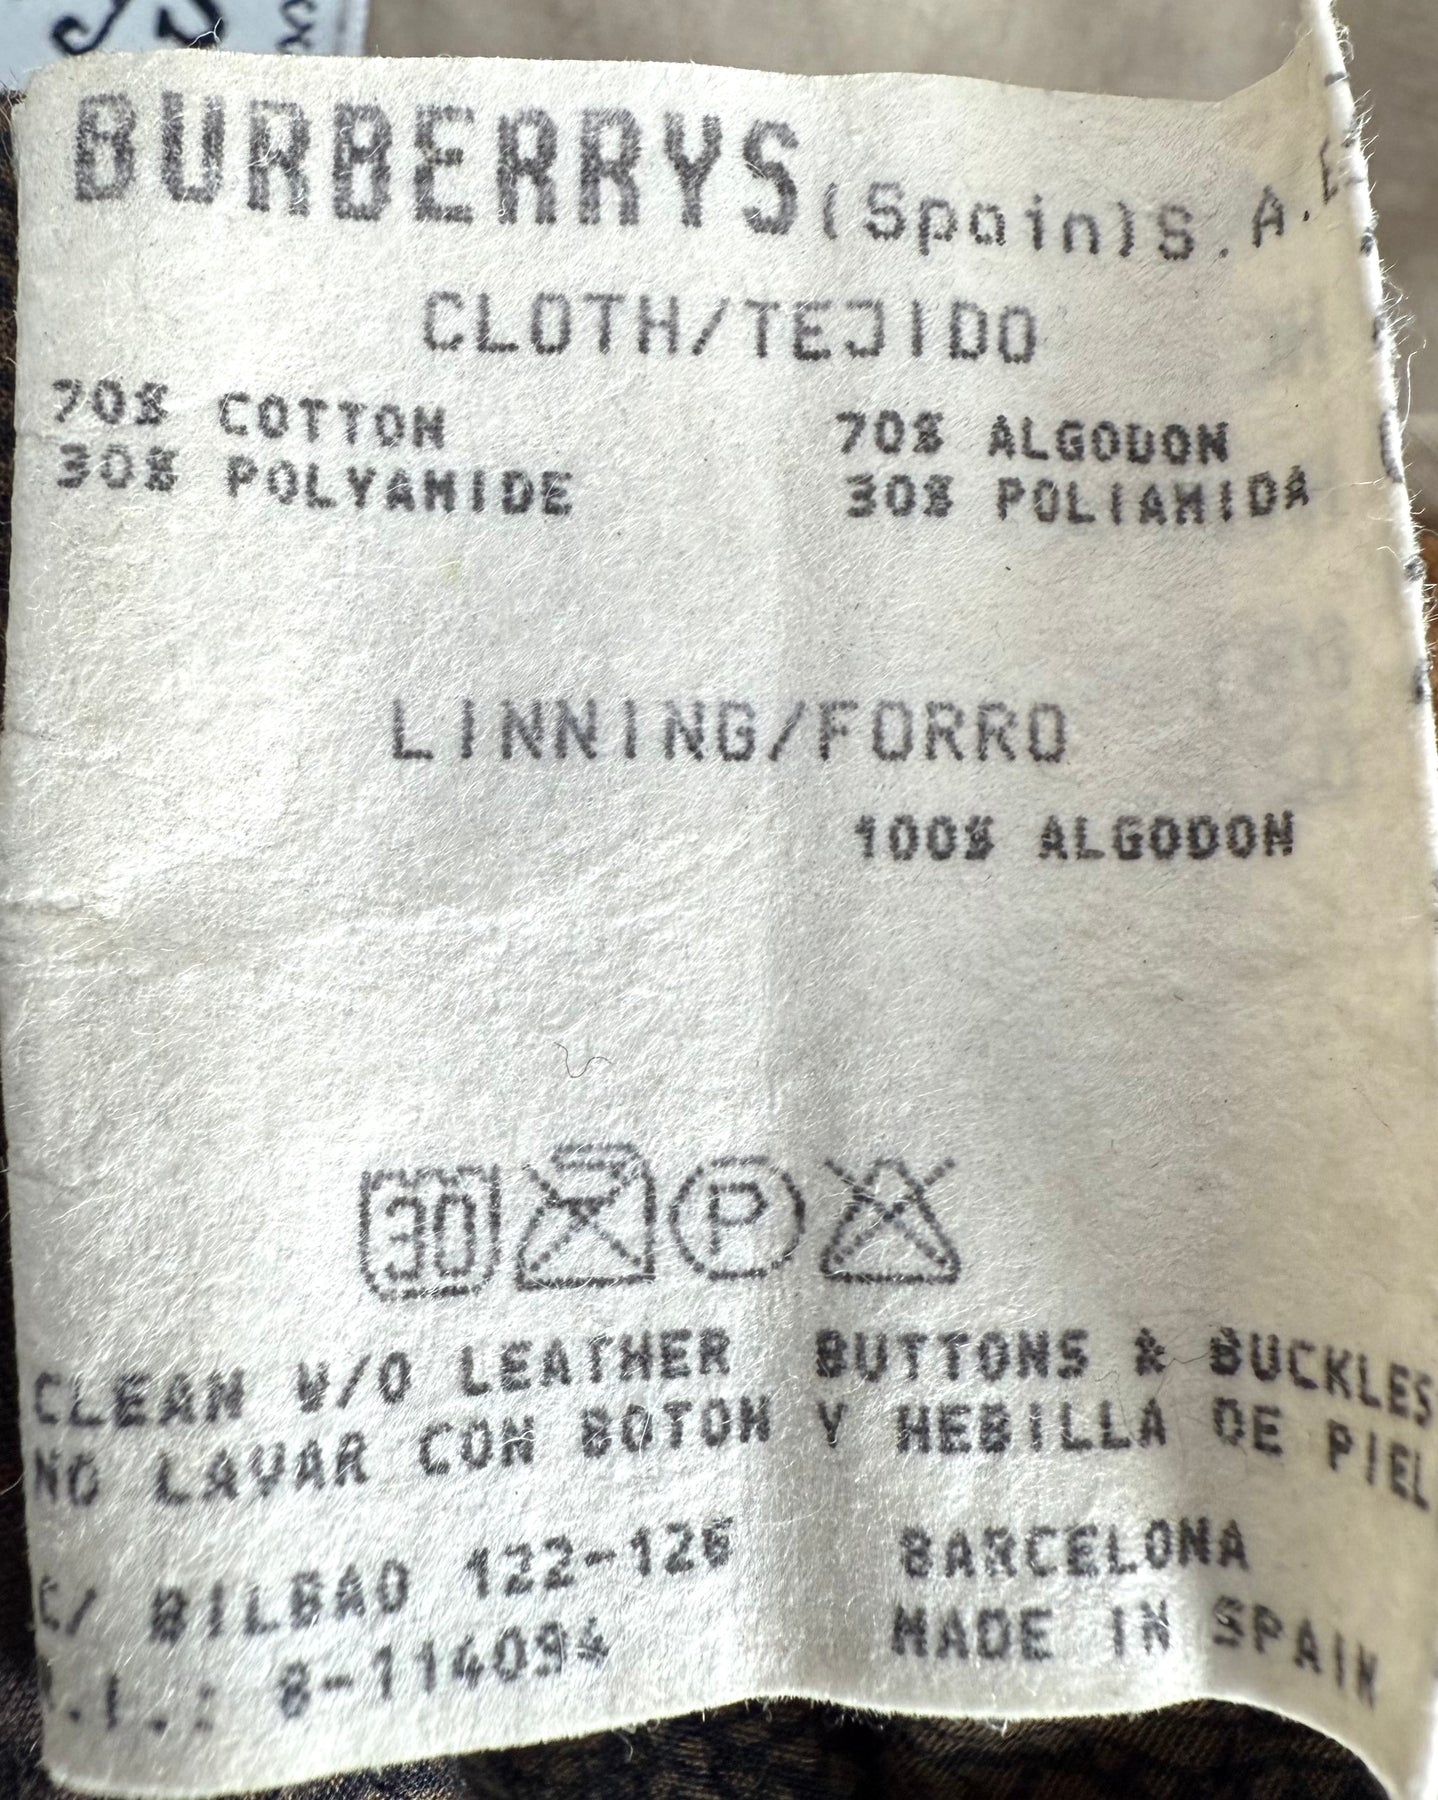 BURBERRYS (Spain) S.A.E
CLOTH/TEJIDO
70% COTTON 70% ALGODON
30% POLYAMIDE 30% POLIAMIDA
LINNING/FORRO
100% ALGODON
30 P
CLEAN W/O LEATHER BUTTONS & BUCKLES
NO LAVAR CON BOTON Y HEBILLA DE PIEL
C/ BILBAO 122-126 BARCELONA
.I.: 8-114094 MADE IN SPAIN